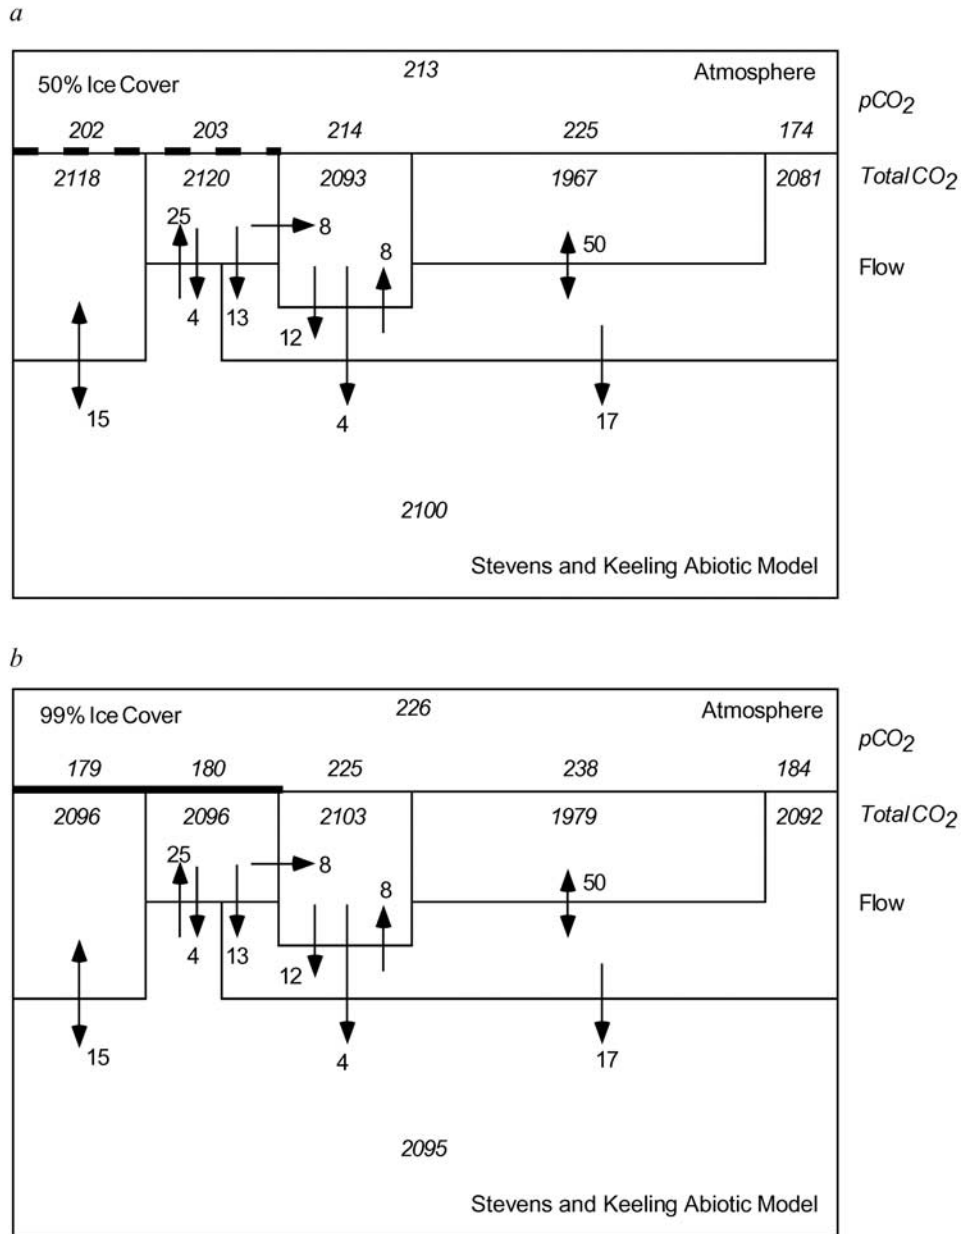 a
213
Atmosphere
50% Ice Cover
pCO2
202 203 214 225 174
2118 2120 2093 1967 2081 Total CO2
25 8
8 50
Flow
4 13
12
15 4 17
2100
Stevens and Keeling Abiotic Model
b
226
Atmosphere
99% Ice Cover
pCO2
179 180 225 238 184
2096 2096 2103 1979 2092 Total CO2
25 8
8 50
Flow
4 13
12
15 4 17
2095
Stevens and Keeling Abiotic Model